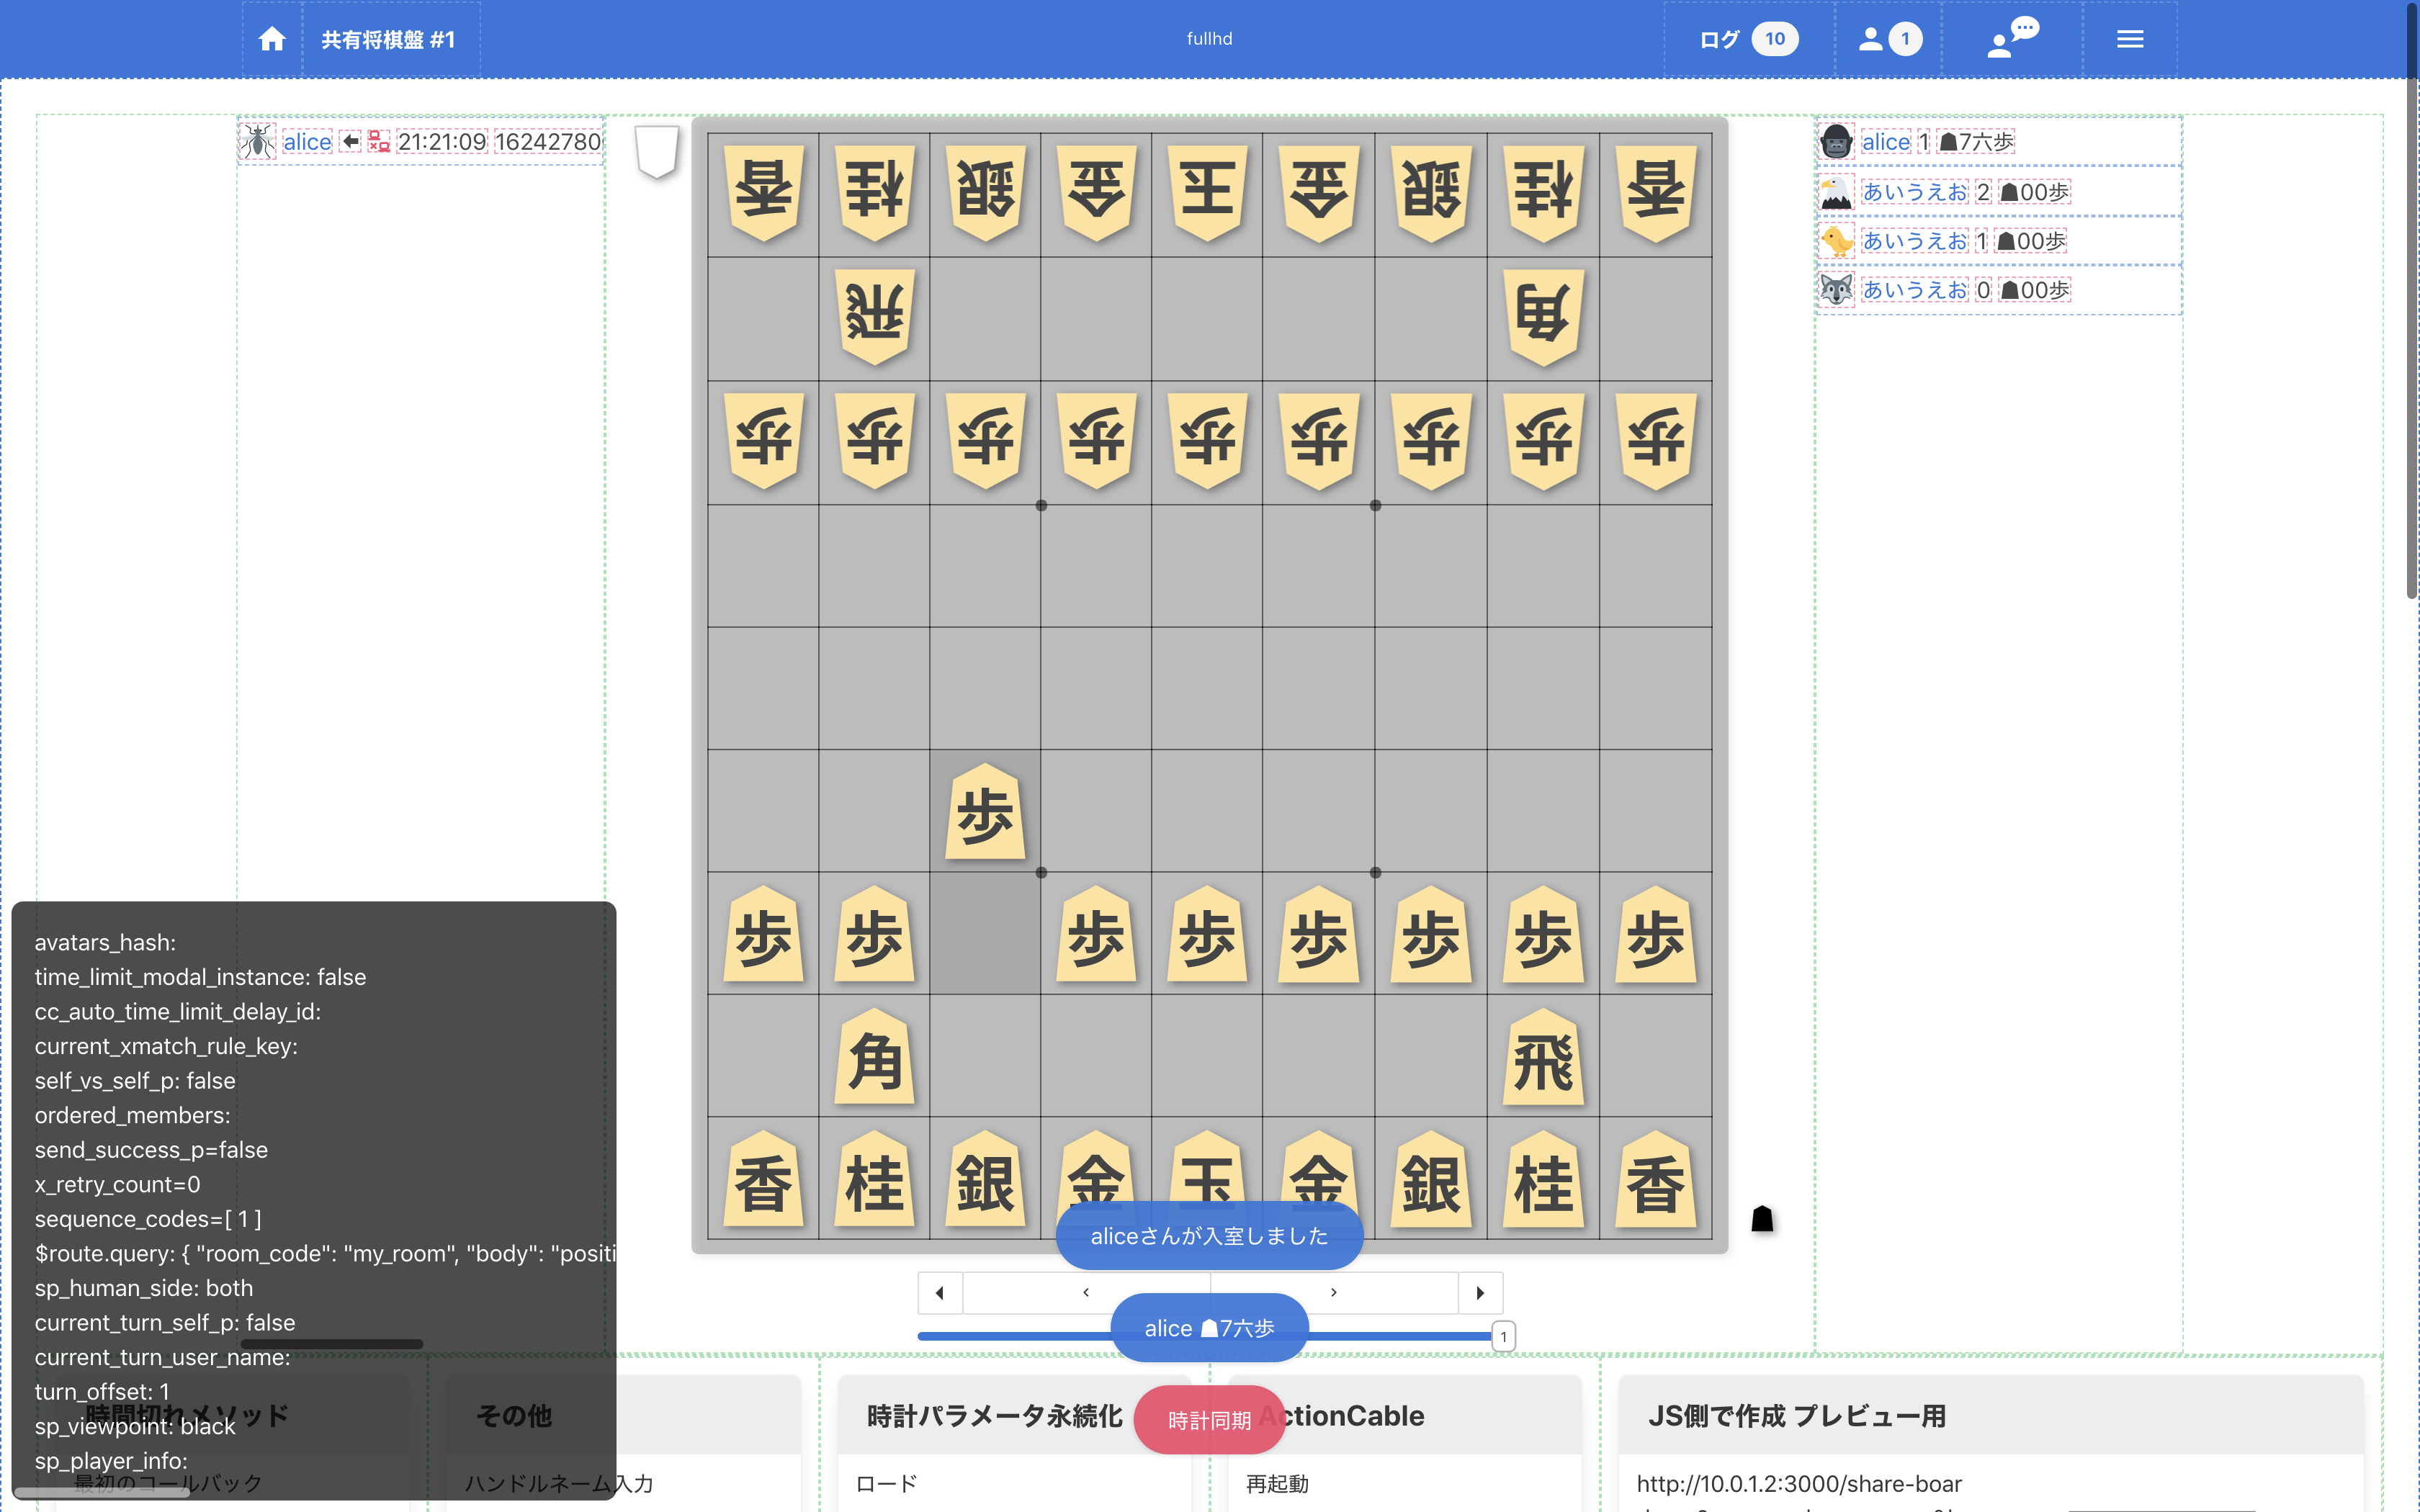 共有将棋盤 #1
fullhd
ログ 10
1
alice 21:21:09 16242780
alice 1 ☗7六歩
あいうえお 2 ☗00歩
あいうえお 1 ☗00歩
あいうえお 0 ☗00歩
香 桂 銀 金 玉 金 銀 桂 香
飛 角
歩 歩 歩 歩 歩 歩 歩 歩 歩
歩
歩 歩 歩 歩 歩 歩 歩 歩
角 飛
香 桂 銀 金 玉 金 銀 桂 香
aliceさんが入室しました
alice ☗7六歩
1
時計同期
avatars_hash:
time_limit_modal_instance: false
cc_auto_time_limit_delay_id:
current_xmatch_rule_key:
self_vs_self_p: false
ordered_members:
send_success_p=false
x_retry_count=0
sequence_codes=[ 1 ]
$route.query: { "room_code": "my_room", "body": "positi
sp_human_side: both
current_turn_self_p: false
current_turn_user_name:
turn_offset: 1
sp_viewpoint: black
sp_player_info:
時間切れメソッド
最初のコールバック
その他
ハンドルネーム入力
時計パラメータ永続化
ロード
ActionCable
再起動
JS側で作成 プレビュー用
http://10.0.1.2:3000/share-boar